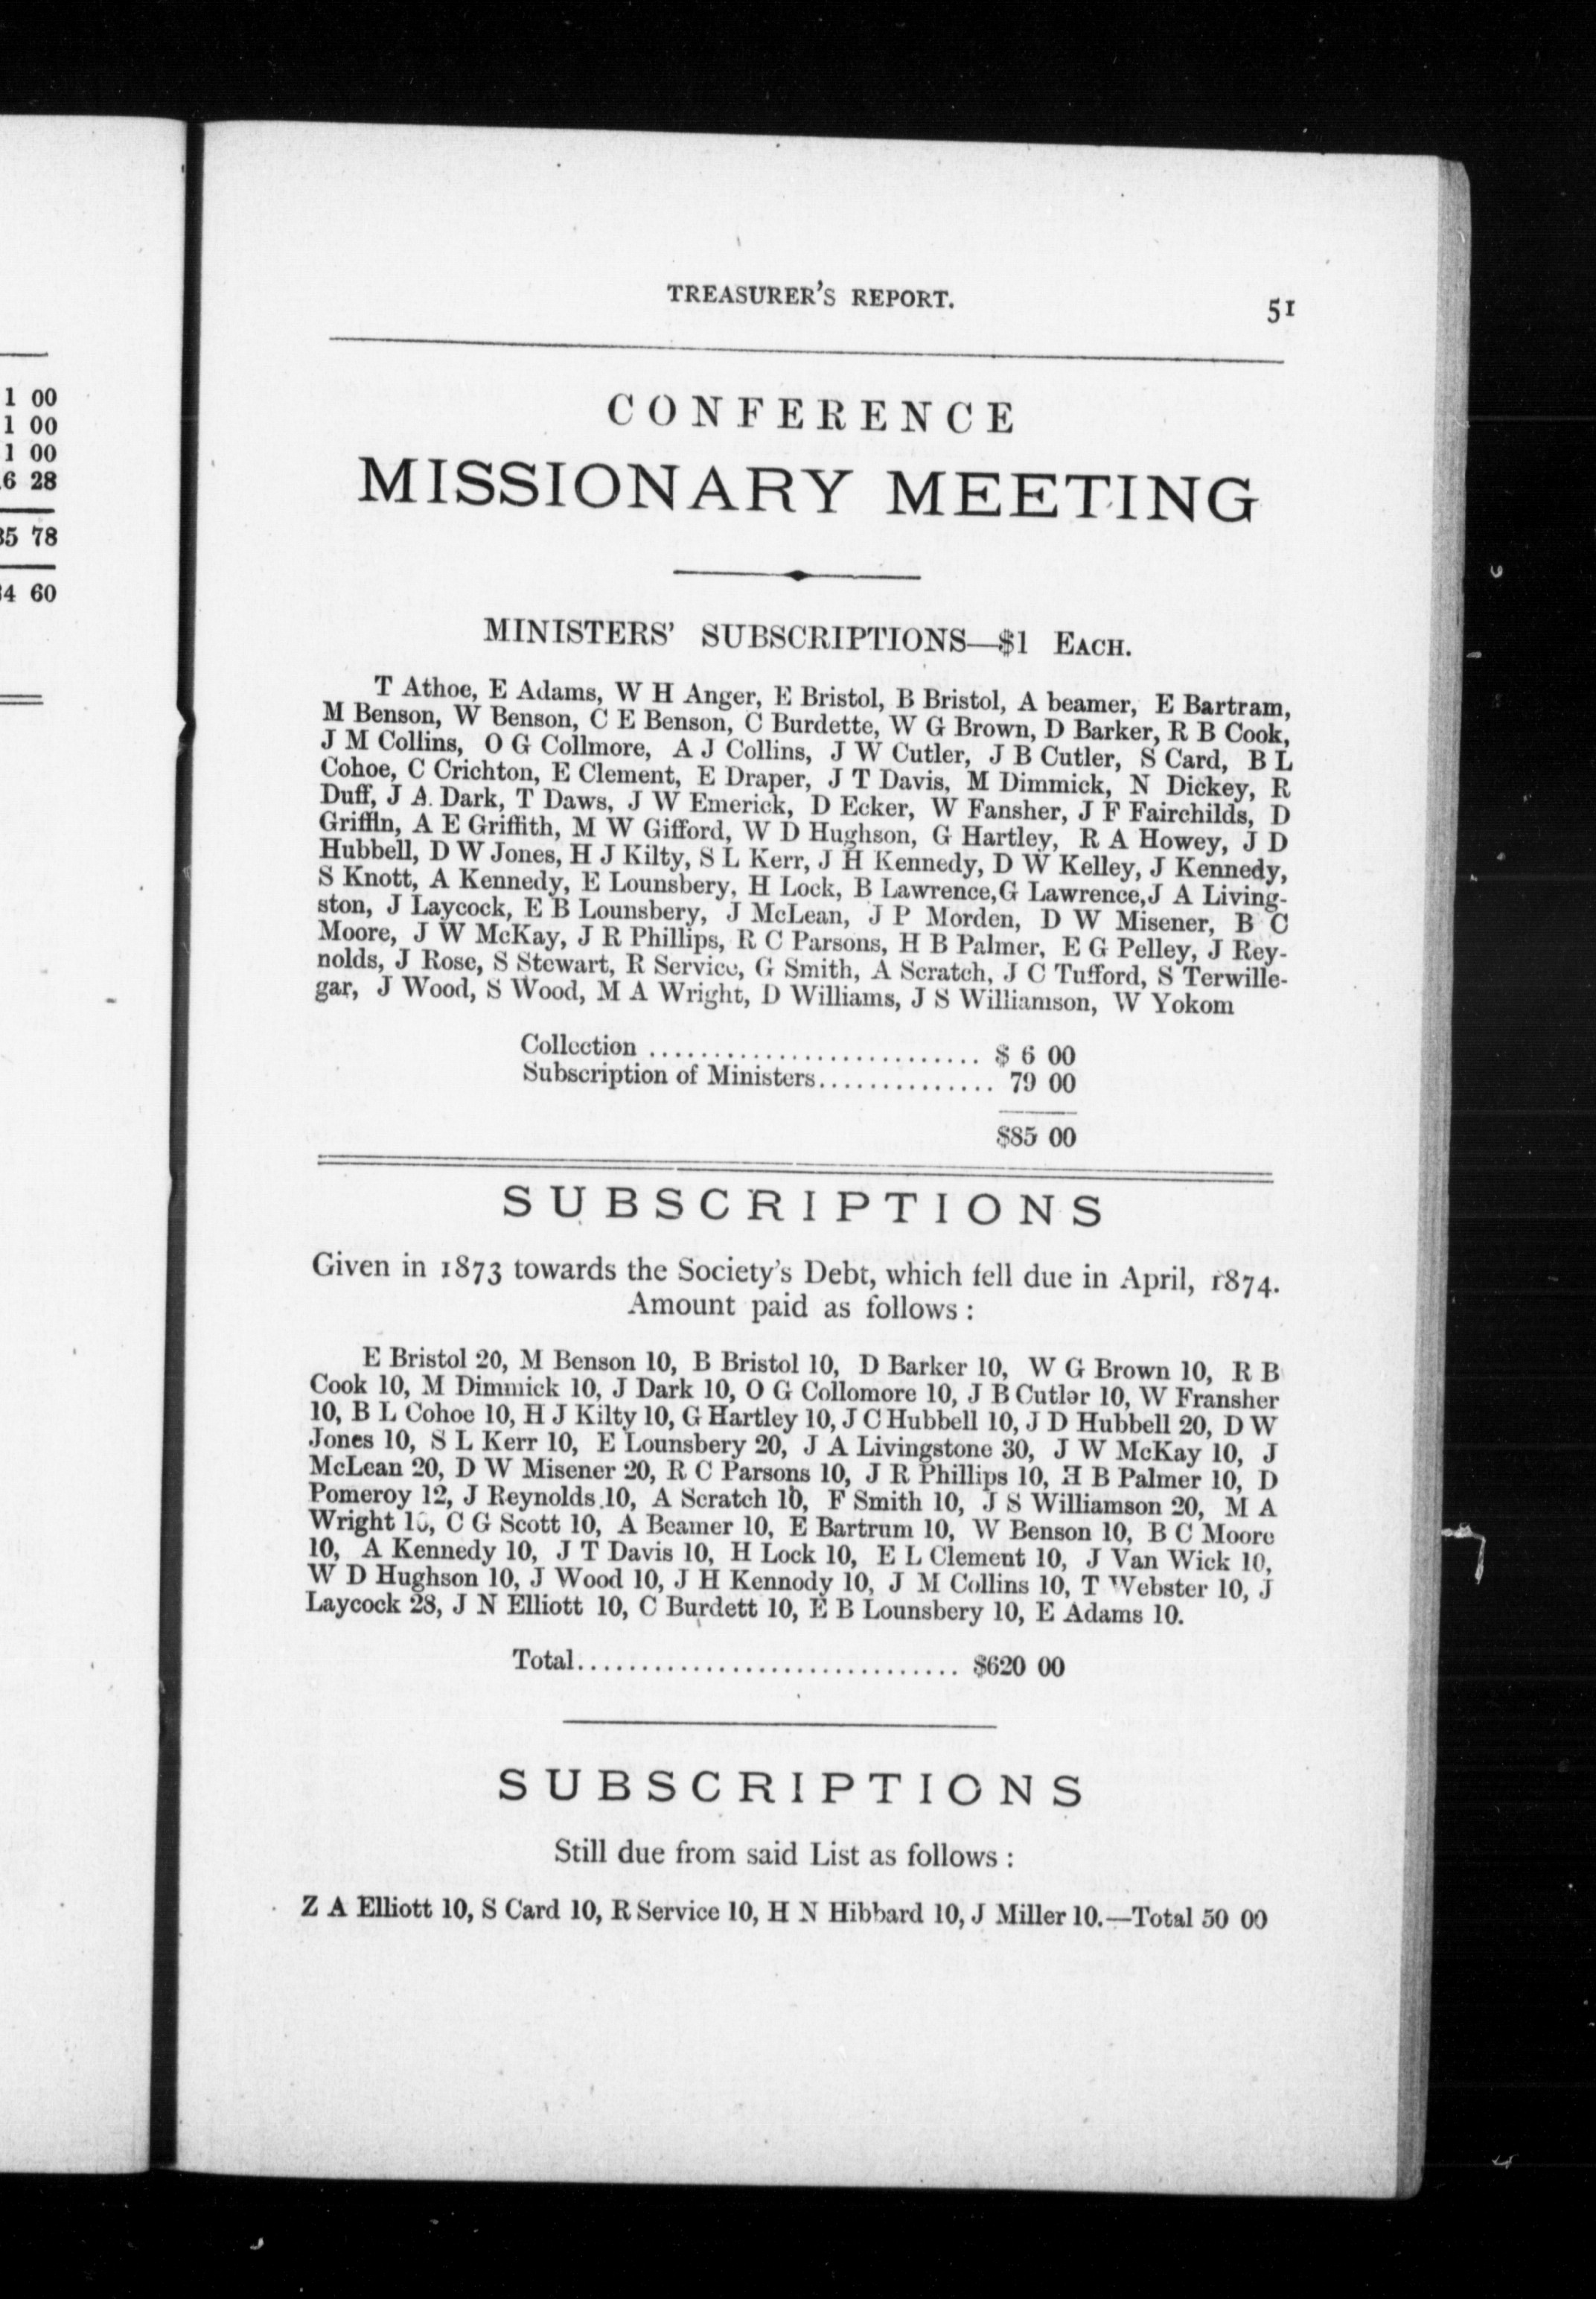 1 00
1 00
1 00
6 28
35 78
34 60
TREASURER'S REPORT.
51
CONFERENCE
MISSIONARY MEETING
MINISTERS' SUBSCRIPTIONS—$1 EACH.
T Athoe, E Adams, W H Anger, E Bristol, B Bristol, A beamer, E Bartram,
M Benson, W Benson, C E Benson, C Burdette, W G Brown, D Barker, R B Cook,
J M Collins, O G Collmore, A J Collins, J W Cutler, J B Cutler, S Card, B L
Cohoe, C Crichton, E Clement, E Draper, J T Davis, M Dimmick, N Dickey, R
Duff, J A. Dark, T Daws, J W Emerick, D Ecker, W Fansher, J F Fairchilds, D
Griffin, A E Griffith, M W Gifford, W D Hughson, G Hartley, R A Howey, J D
Hubbell, D W Jones, H J Kilty, S L Kerr, J H Kennedy, D W Kelley, J Kennedy,
S Knott, A Kennedy, E Lounsbery, H Lock, B Lawrence,G Lawrence,J A Living-
ston, J Laycock, E B Lounsbery, J McLean, J P Morden, D W Misener, B C
Moore, J W McKay, J R Phillips, R C Parsons, H B Palmer, E G Pelley, J Rey-
nolds, J Rose, S Stewart, R Service, G Smith, A Scratch, J C Tufford, S Terwille-
gar, J Wood, S Wood, M A Wright, D Williams, J S Williamson, W Yokom
Collection .......................... $ 6 00
Subscription of Ministers.............. 79 00
$85 00
SUBSCRIPTIONS
Given in 1873 towards the Society's Debt, which fell due in April, 1874.
Amount paid as follows :
E Bristol 20, M Benson 10, B Bristol 10, D Barker 10, W G Brown 10, R B
Cook 10, M Dimmick 10, J Dark 10, O G Collomore 10, J B Cutler 10, W Fransher
10, B L Cohoe 10, H J Kilty 10, G Hartley 10, J C Hubbell 10, J D Hubbell 20, D W
Jones 10, S L Kerr 10, E Lounsbery 20, J A Livingstone 30, J W McKay 10, J
McLean 20, D W Misener 20, R C Parsons 10, J R Phillips 10, H B Palmer 10, D
Pomeroy 12, J Reynolds 10, A Scratch 10, F Smith 10, J S Williamson 20, M A
Wright 10, C G Scott 10, A Beamer 10, E Bartrum 10, W Benson 10, B C Moore
10, A Kennedy 10, J T Davis 10, H Lock 10, E L Clement 10, J Van Wick 10,
W D Hughson 10, J Wood 10, J H Kennody 10, J M Collins 10, T Webster 10, J
Laycock 28, J N Elliott 10, C Burdett 10, E B Lounsbery 10, E Adams 10.
Total.............................. $620 00
SUBSCRIPTIONS
Still due from said List as follows :
Z A Elliott 10, S Card 10, R Service 10, H N Hibbard 10, J Miller 10.—Total 50 00